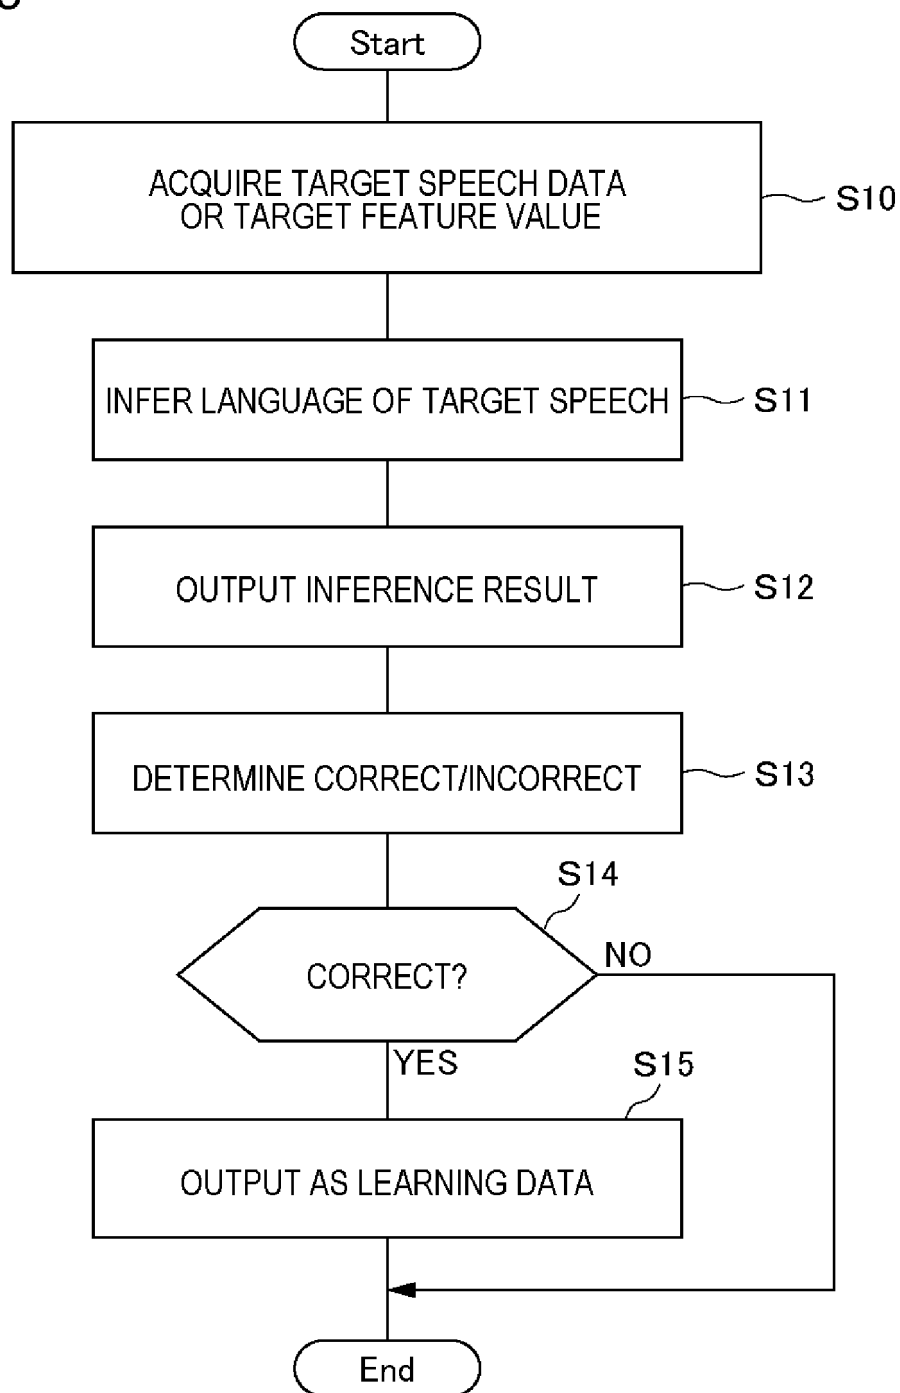 Start
ACQUIRE TARGET SPEECH DATA
OR TARGET FEATURE VALUE
S10
INFER LANGUAGE OF TARGET SPEECH
S11
OUTPUT INFERENCE RESULT
S12
DETERMINE CORRECT/INCORRECT
S13
S14
CORRECT?
NO
YES
S15
OUTPUT AS LEARNING DATA
End